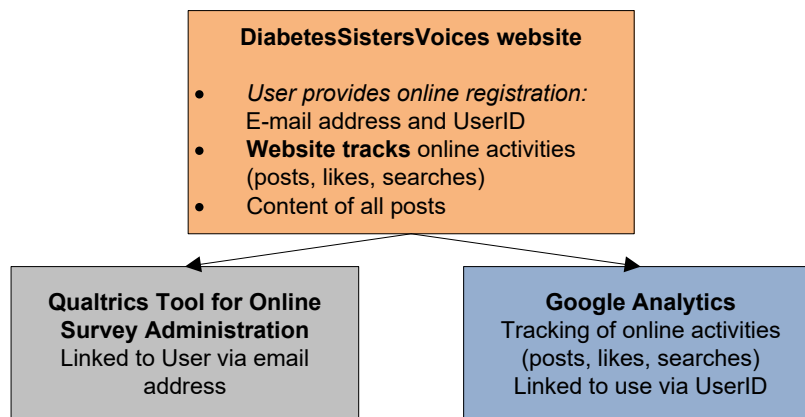 DiabetesSistersVoices website
• User provides online registration:
E-mail address and UserID
• Website tracks online activities
(posts, likes, searches)
• Content of all posts
Qualtrics Tool for Online
Survey Administration
Linked to User via email
address
Google Analytics
Tracking of online activities
(posts, likes, searches)
Linked to use via UserID